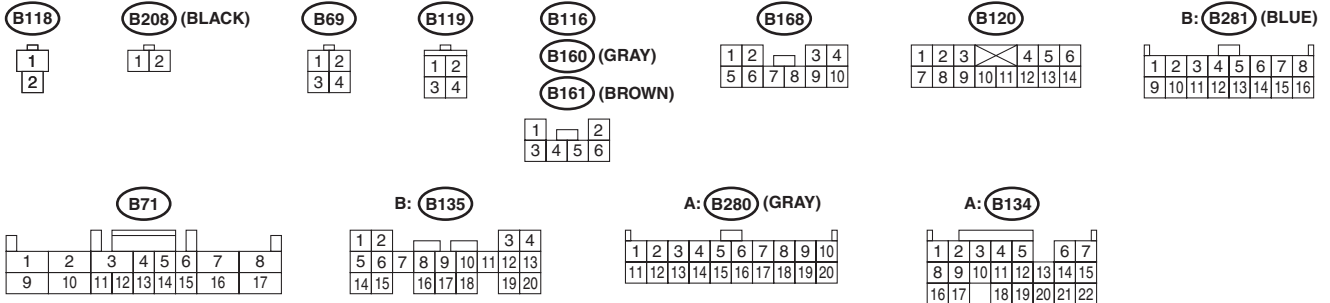 B118
B208 (BLACK)
B69
B119
B116
B160 (GRAY)
B161 (BROWN)
B168
B120
B: B281 (BLUE)
1
2
1 2
1 2
3 4
1 2
3 4
1 2
3 4 5 6
1 2 3 4
5 6 7 8 9 10
1 2 3 4 5 6
7 8 9 10 11 12 13 14
1 2 3 4 5 6 7 8
9 10 11 12 13 14 15 16
B71
B: B135
A: B280 (GRAY)
A: B134
1 2 3 4 5 6 7 8
9 10 11 12 13 14 15 16 17
1 2 3 4
5 6 7 8 9 10 11 12 13
14 15 16 17 18 19 20
1 2 3 4 5 6 7 8 9 10
11 12 13 14 15 16 17 18 19 20
1 2 3 4 5 6 7
8 9 10 11 12 13 14 15
16 17 18 19 20 21 22